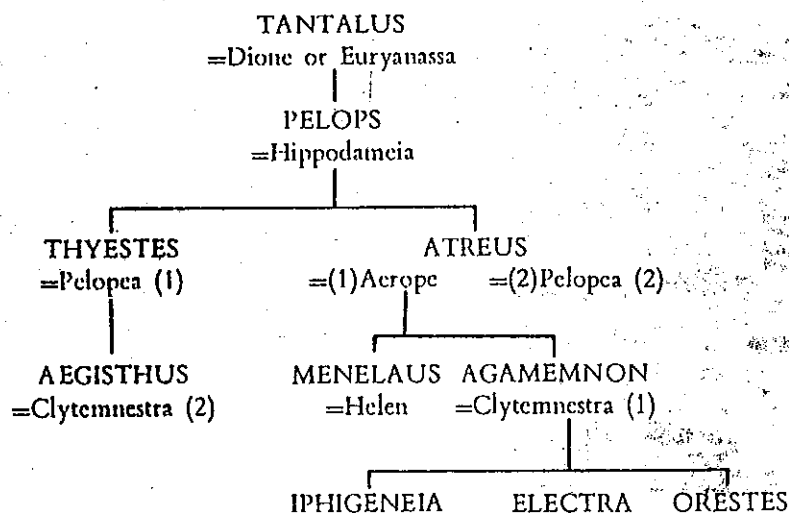 TANTALUS
=Dione or Euryanassa
PELOPS
=Hippodameia
THYESTES ATREUS
=Pelopea (1) =(1)Aerope =(2)Pelopea (2)
AEGISTHUS MENELAUS AGAMEMNON
=Clytemnestra (2) =Helen =Clytemnestra (1)
IPHIGENEIA ELECTRA ORESTES